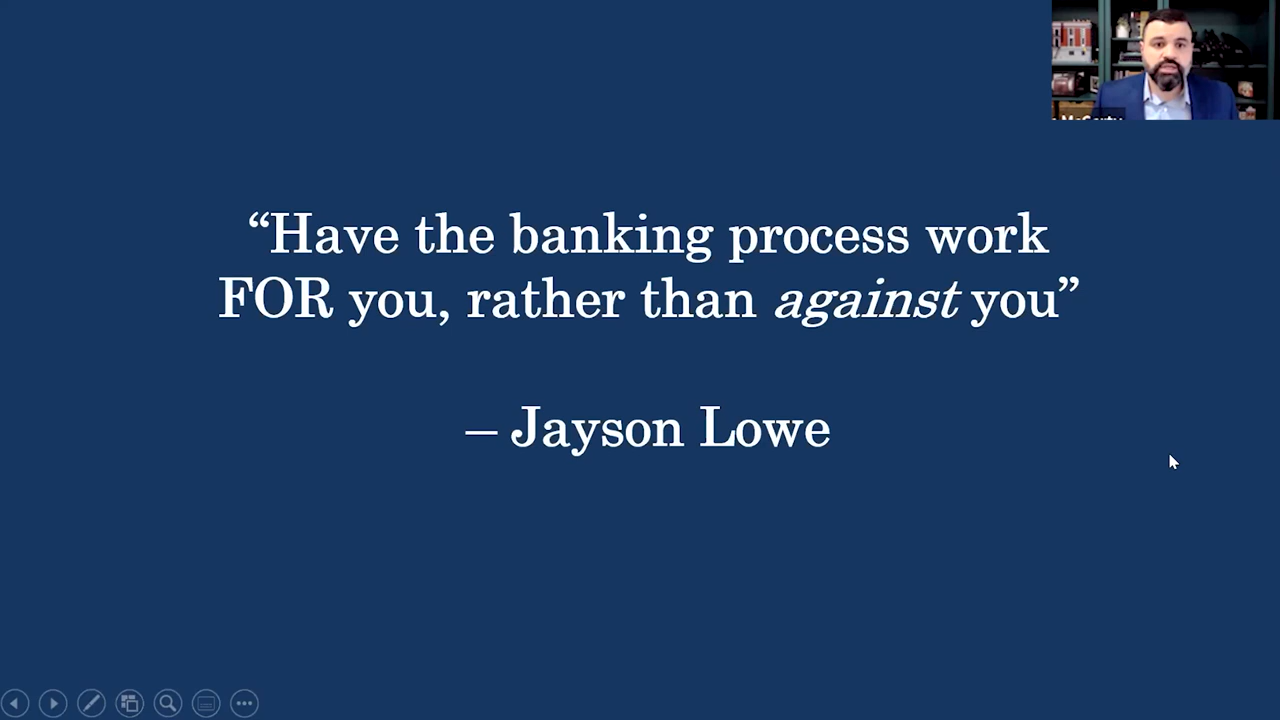 “Have the banking process work
FOR you, rather than against you”
– Jayson Lowe